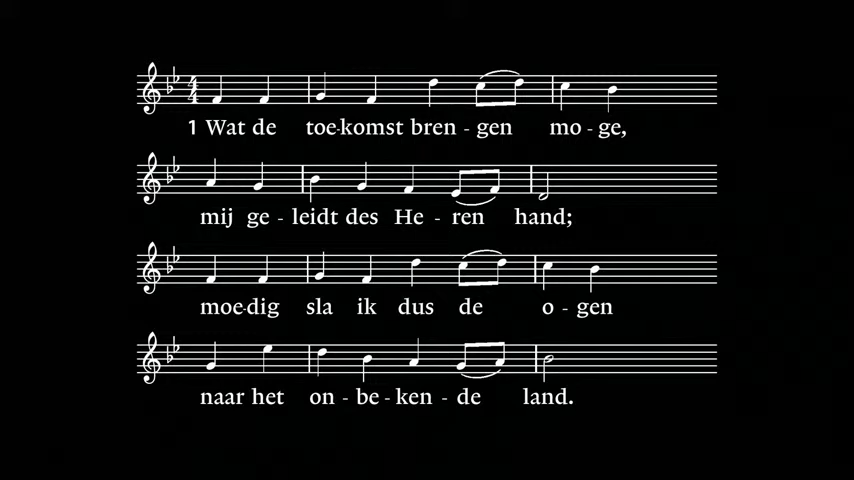 1 Wat de toe-komst bren - gen mo - ge,
mij ge - leidt des He - ren hand;
moe-dig sla ik dus de o - gen
naar het on - be - ken - de land.